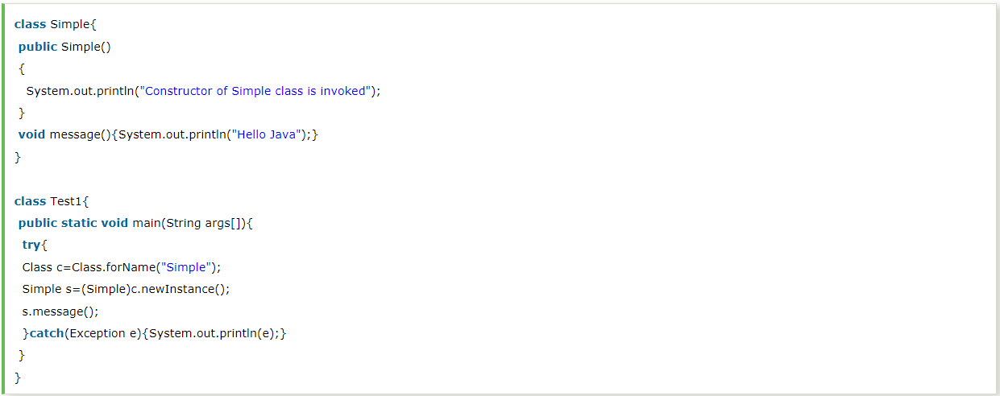 class Simple{
public Simple()
{
System.out.println("Constructor of Simple class is invoked");
}
void message(){System.out.println("Hello Java");}
}
class Test1{
public static void main(String args[]){
try{
Class c=Class.forName("Simple");
Simple s=(Simple)c.newInstance();
s.message();
}catch(Exception e){System.out.println(e);}
}
}